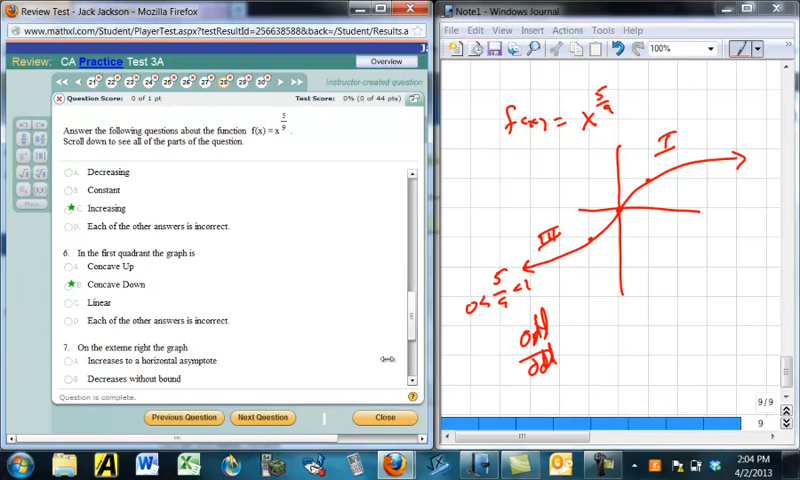 Review Test - Jack Jackson - Mozilla Firefox
www.mathxl.com/Student/PlayerTest.aspx?testResultId=256638588&back=/Student/Results.a
Review: CA Practice Test 3A
Overview
21 22 23 24 25 26 27 28 29 30
Instructor-created question
Question Score: 0 of 1 pt
Test Score: 0% (0 of 44 pts)
Answer the following questions about the function f(x) = x
5
9
.
Scroll down to see all of the parts of the question.
A. Decreasing
B. Constant
C. Increasing
D. Each of the other answers is incorrect.
6. In the first quadrant the graph is
A. Concave Up
B. Concave Down
C. Linear
D. Each of the other answers is incorrect.
7. On the exteme right the graph
A. Increases to a horizontal asymptote
B. Decreases without bound
More
Question is complete.
Previous Question
Next Question
Close
Note1 - Windows Journal
File Edit View Insert Actions Tools Help
100%
f(x) = x^5/9
I
III
0 < 5/9 < 1
odd
odd
9/9
9
2:04 PM
4/2/2013